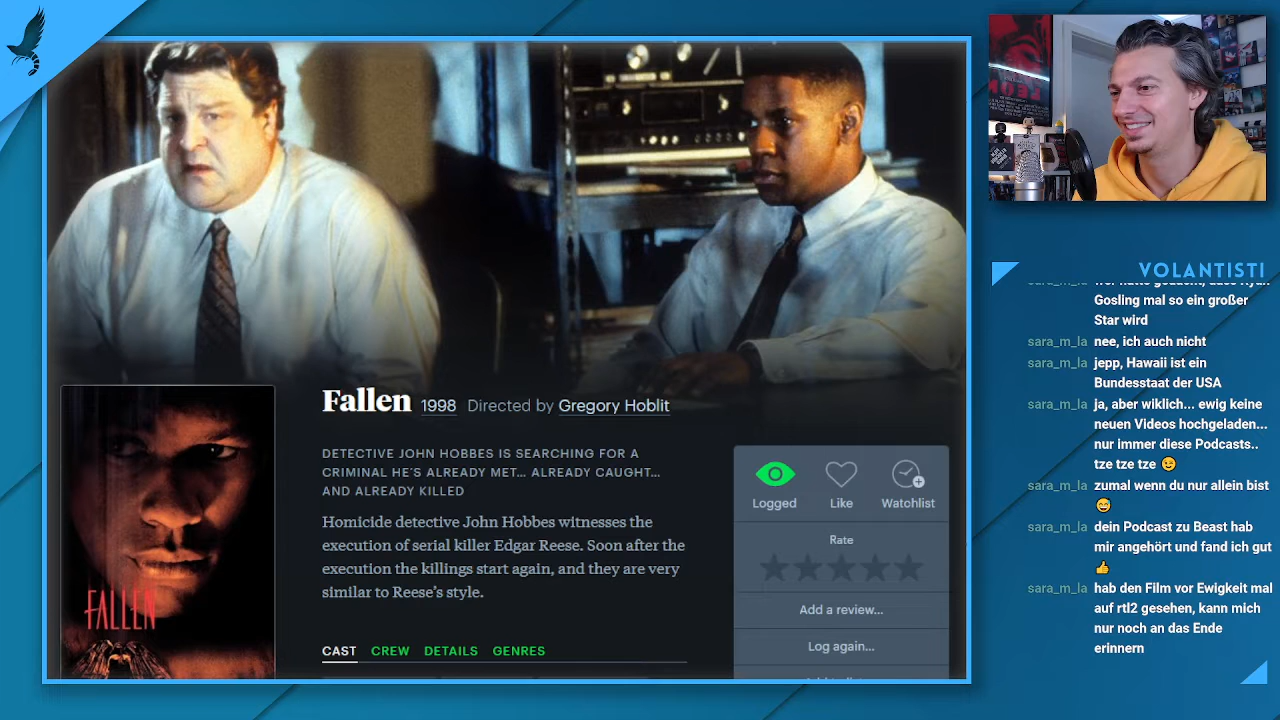 Fallen 1998 Directed by Gregory Hoblit
DETECTIVE JOHN HOBBES IS SEARCHING FOR A
CRIMINAL HE'S ALREADY MET… ALREADY CAUGHT…
AND ALREADY KILLED
Homicide detective John Hobbes witnesses the
execution of serial killer Edgar Reese. Soon after the
execution the killings start again, and they are very
similar to Reese's style.
CAST CREW DETAILS GENRES
FALLEN
Logged Like Watchlist
Rate
Add a review...
Log again...
VOLANTISTI
Gosling mal so ein großer
Star wird
sara_m_la nee, ich auch nicht
sara_m_la jepp, Hawaii ist ein
Bundesstaat der USA
sara_m_la ja, aber wiklich... ewig keine
neuen Videos hochgeladen...
nur immer diese Podcasts..
tze tze tze 😉
sara_m_la zumal wenn du nur allein bist
😅
sara_m_la dein Podcast zu Beast hab
mir angehört und fand ich gut
👍
sara_m_la hab den Film vor Ewigkeit mal
auf rtl2 gesehen, kann mich
nur noch an das Ende
erinnern